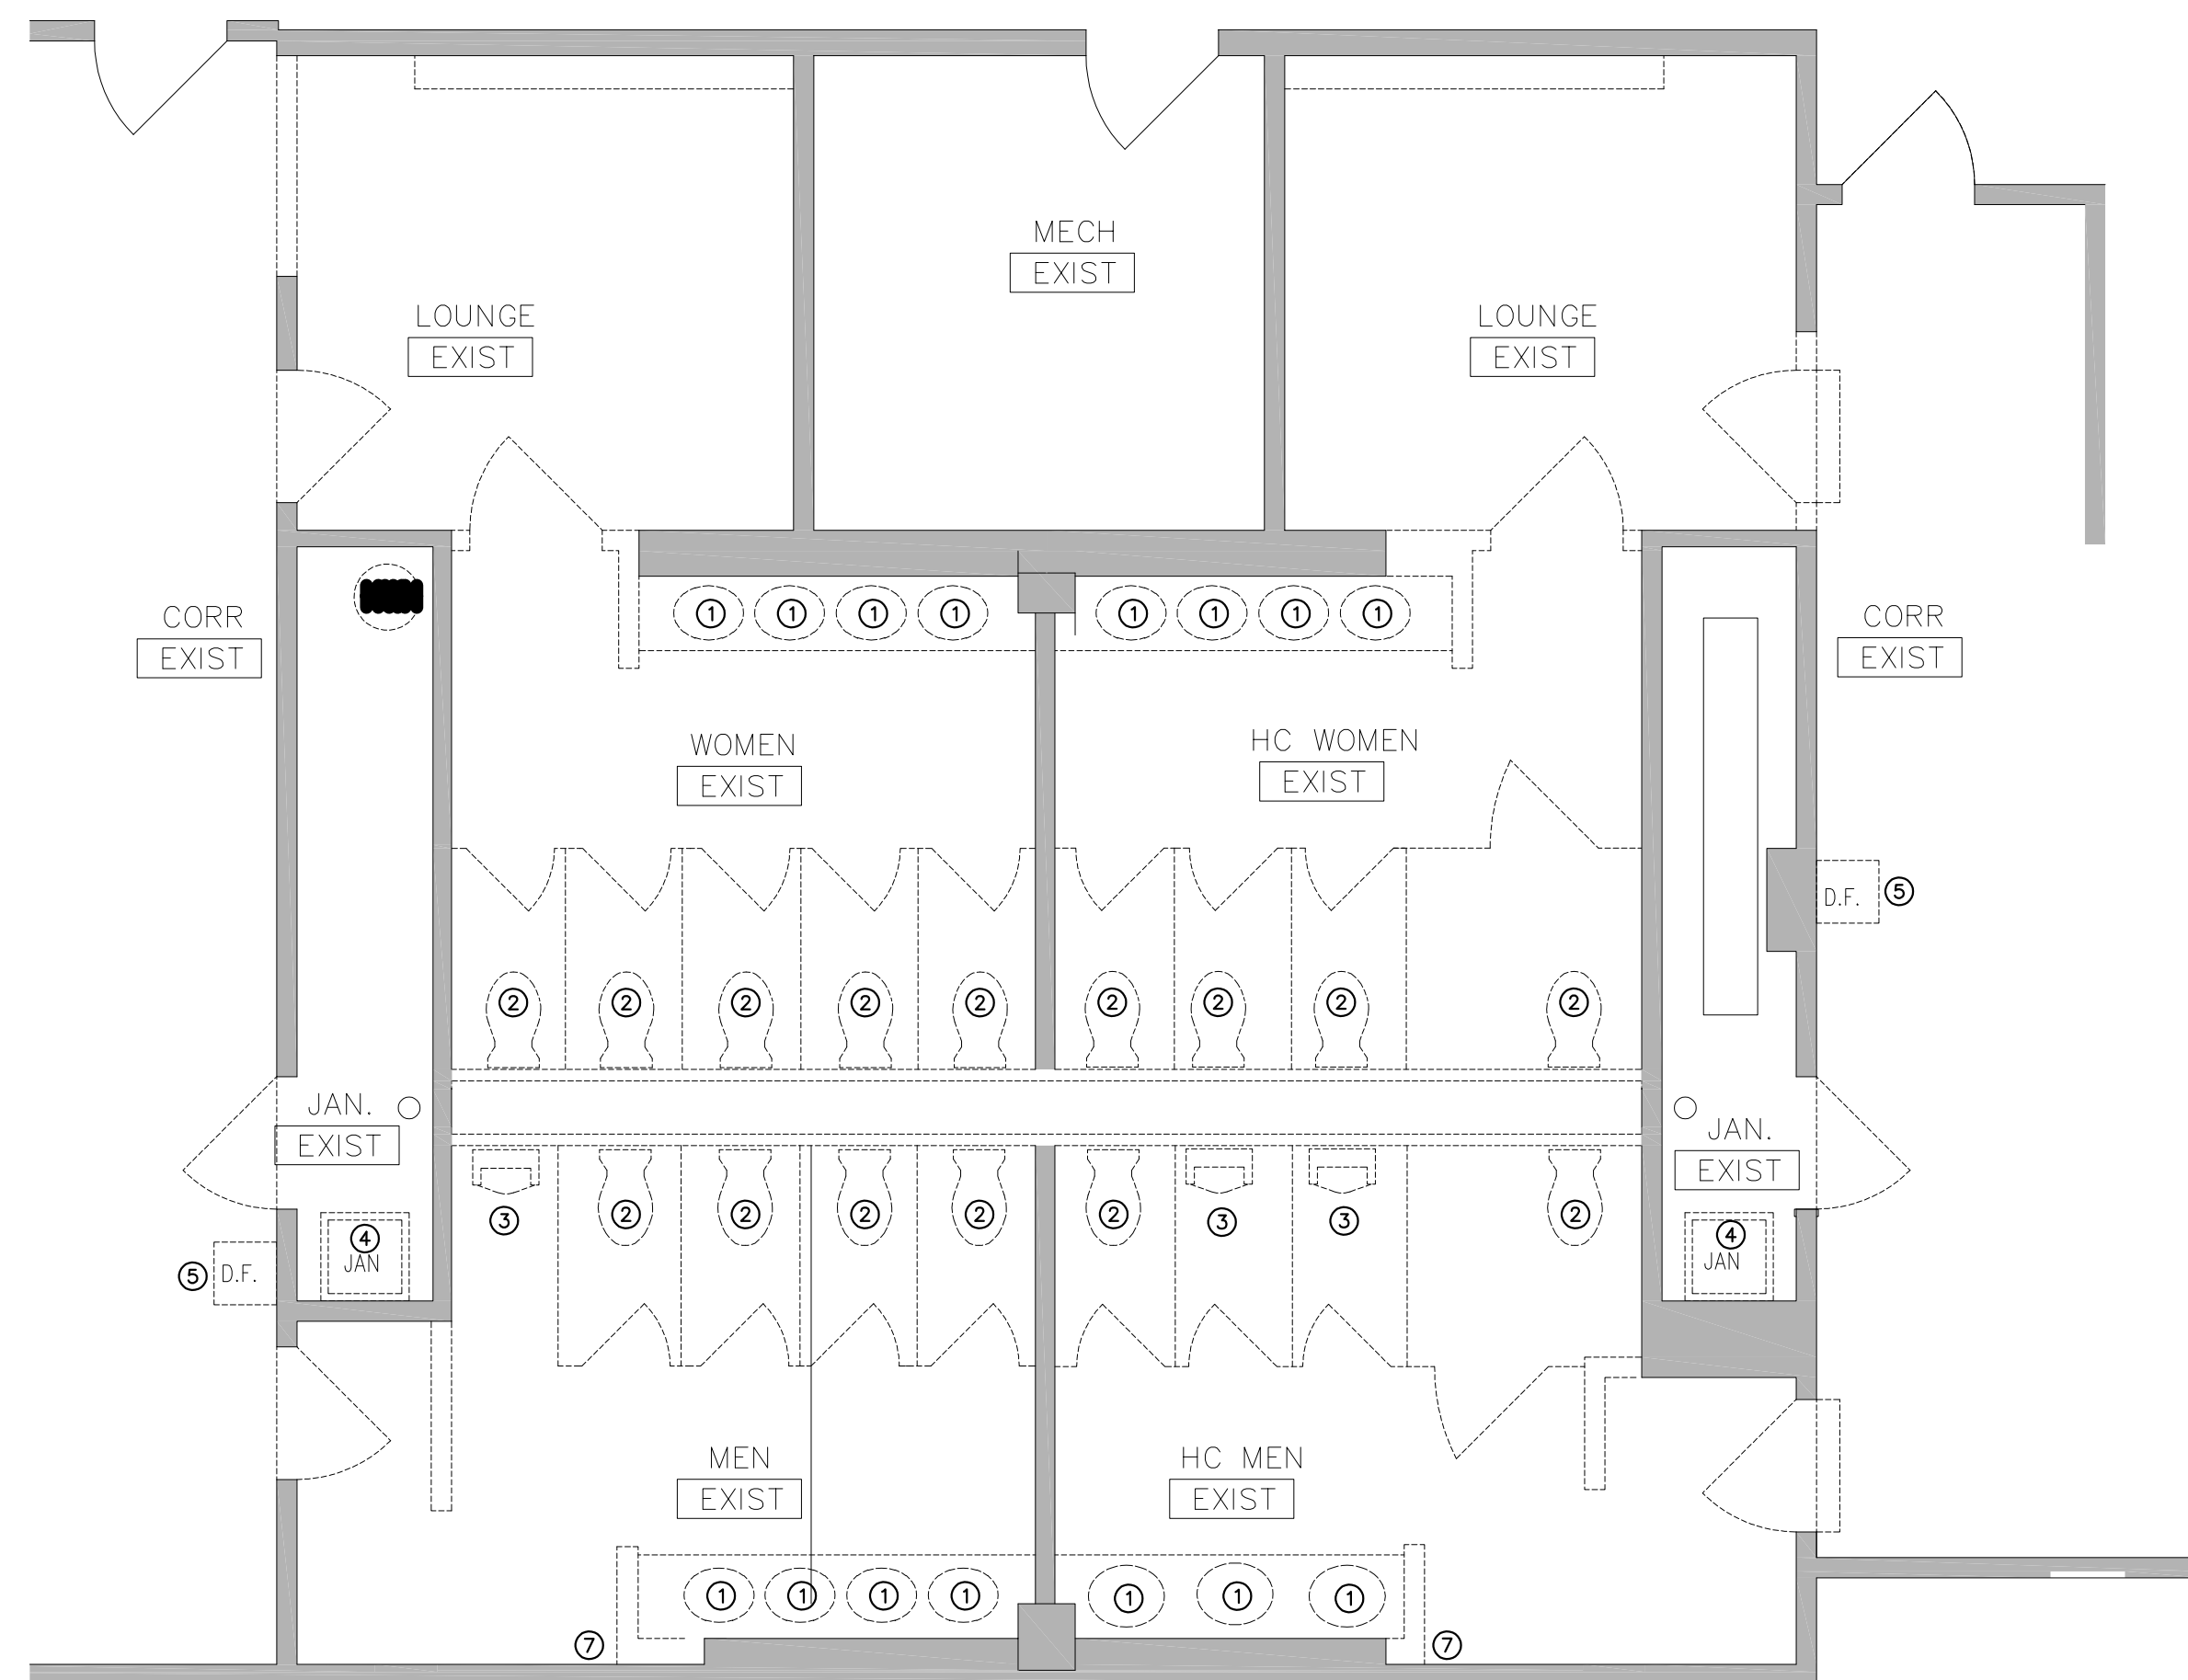 MECH
EXIST
LOUNGE
EXIST
LOUNGE
EXIST
CORR
EXIST
1 1 1 1 1 1 1 1
CORR
EXIST
WOMEN
EXIST
HC WOMEN
EXIST
D.F. 5
2 2 2 2 2 2 2 2 2
JAN.
EXIST
JAN.
EXIST
3 2 2 2 2 2 3 3 2
4
JAN
4
JAN
5 D.F.
MEN
EXIST
HC MEN
EXIST
1 1 1 1 1 1 1
7 7